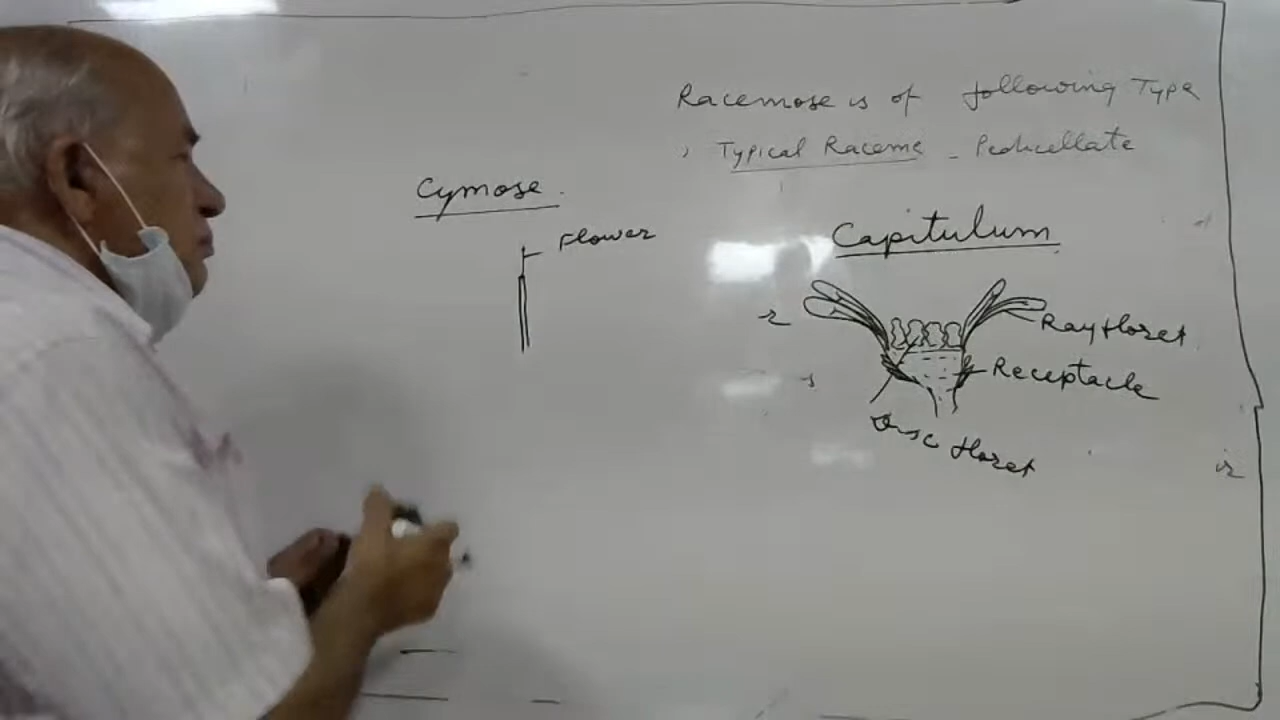 Racemose is of following Type
, Typical Raceme - Pedicellate
Cymose.
Flower
Capitulum
Ray floret
Receptacle
Disc floret